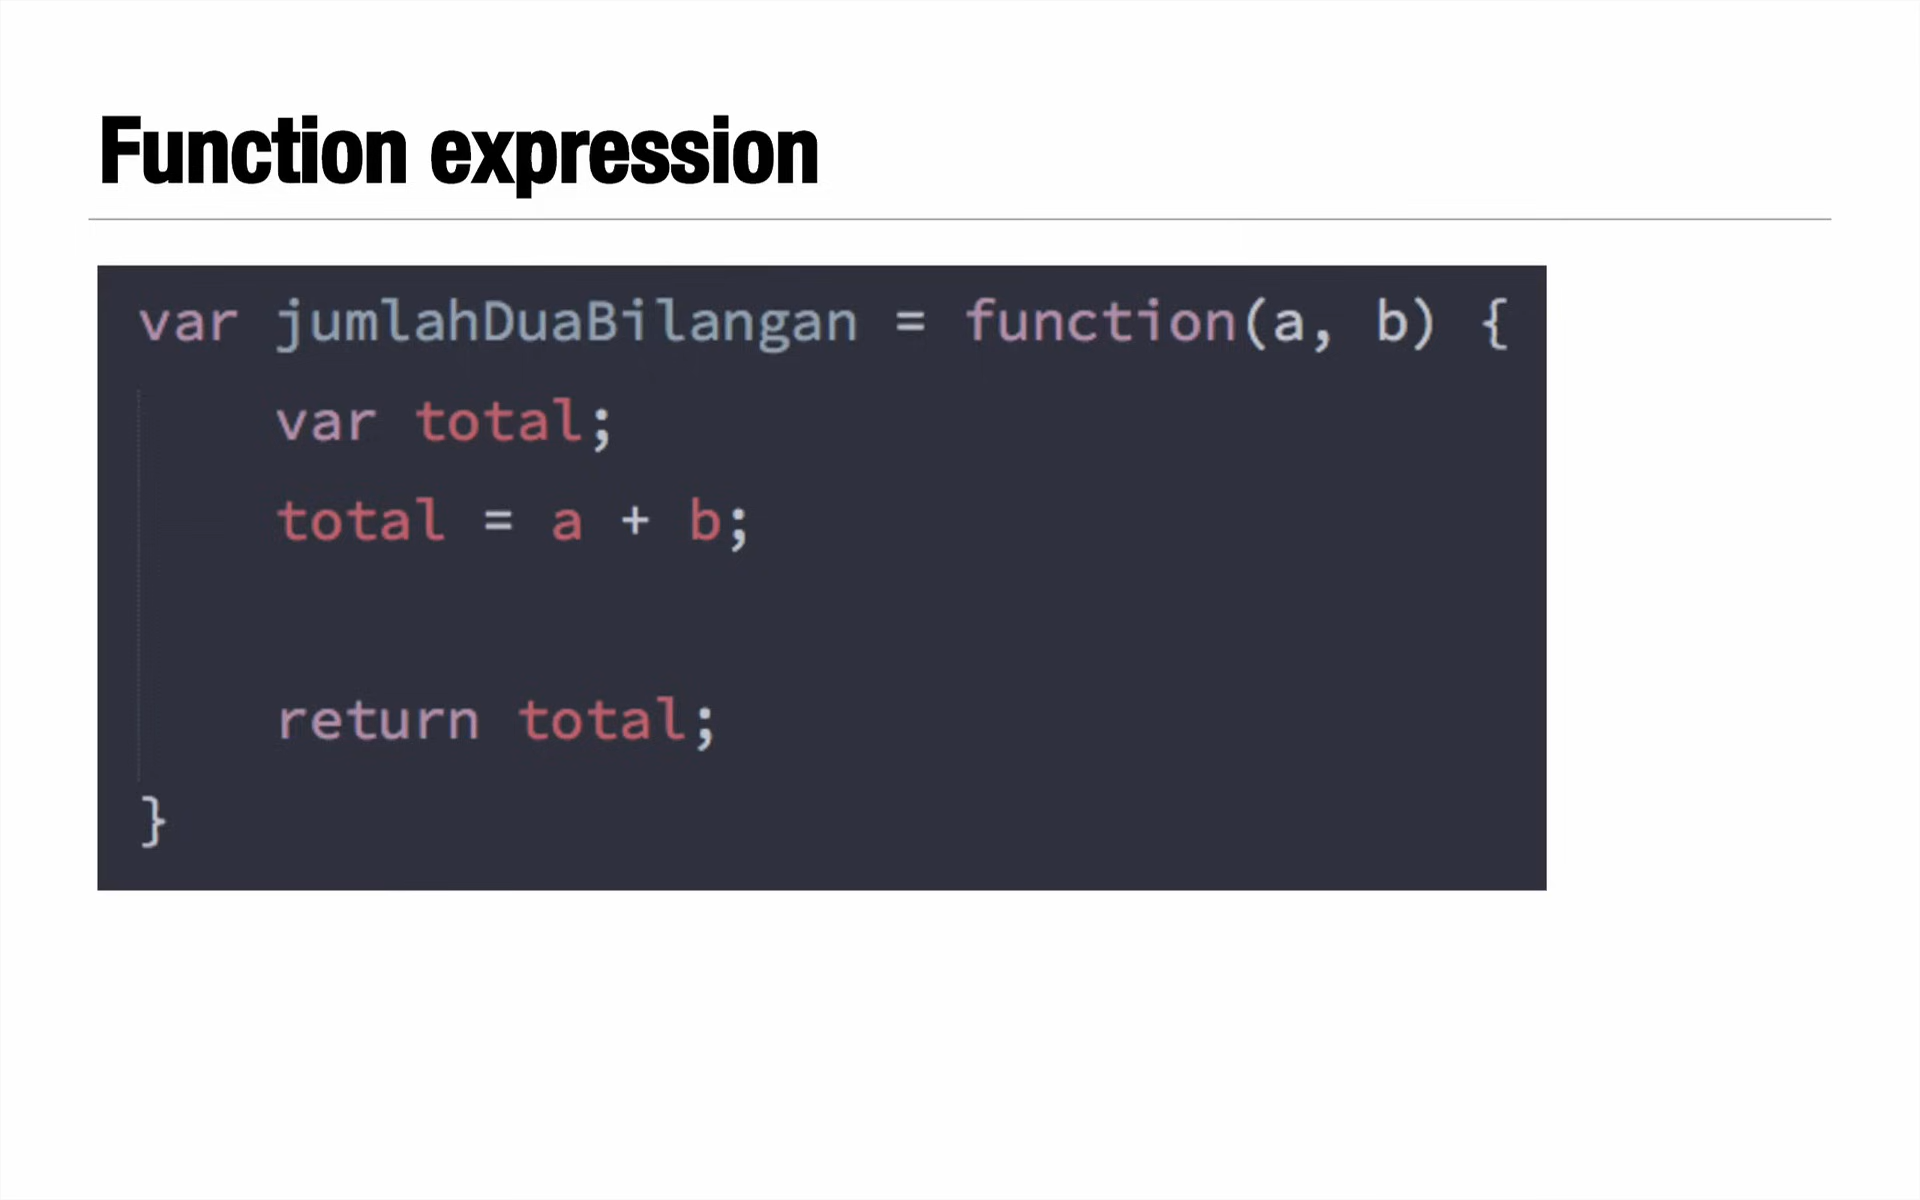 Function expression
var jumlahDuaBilangan = function(a, b) {
var total;
total = a + b;
return total;
}